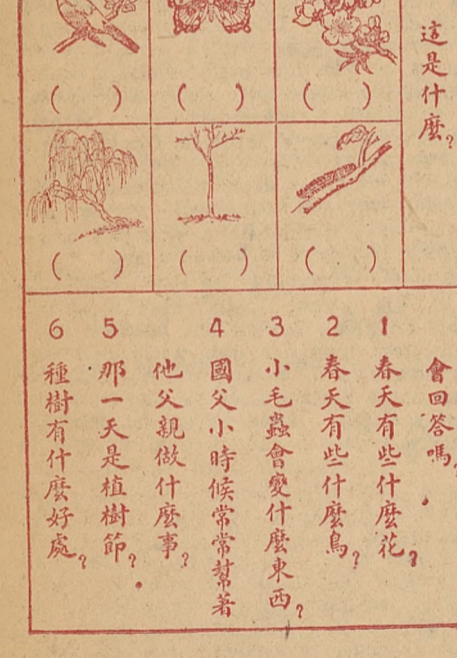 這是什麼?
(　)
(　)
(　)
(　)
(　)
(　)
會回答嗎?
1 春天有些什麼花?
2 春天有些什麼鳥?
3 小毛蟲會變什麼東西?
4 國父小時候常常幫著
他父親做什麼事?
5 那一天是植樹節?
6 種樹有什麼好處?